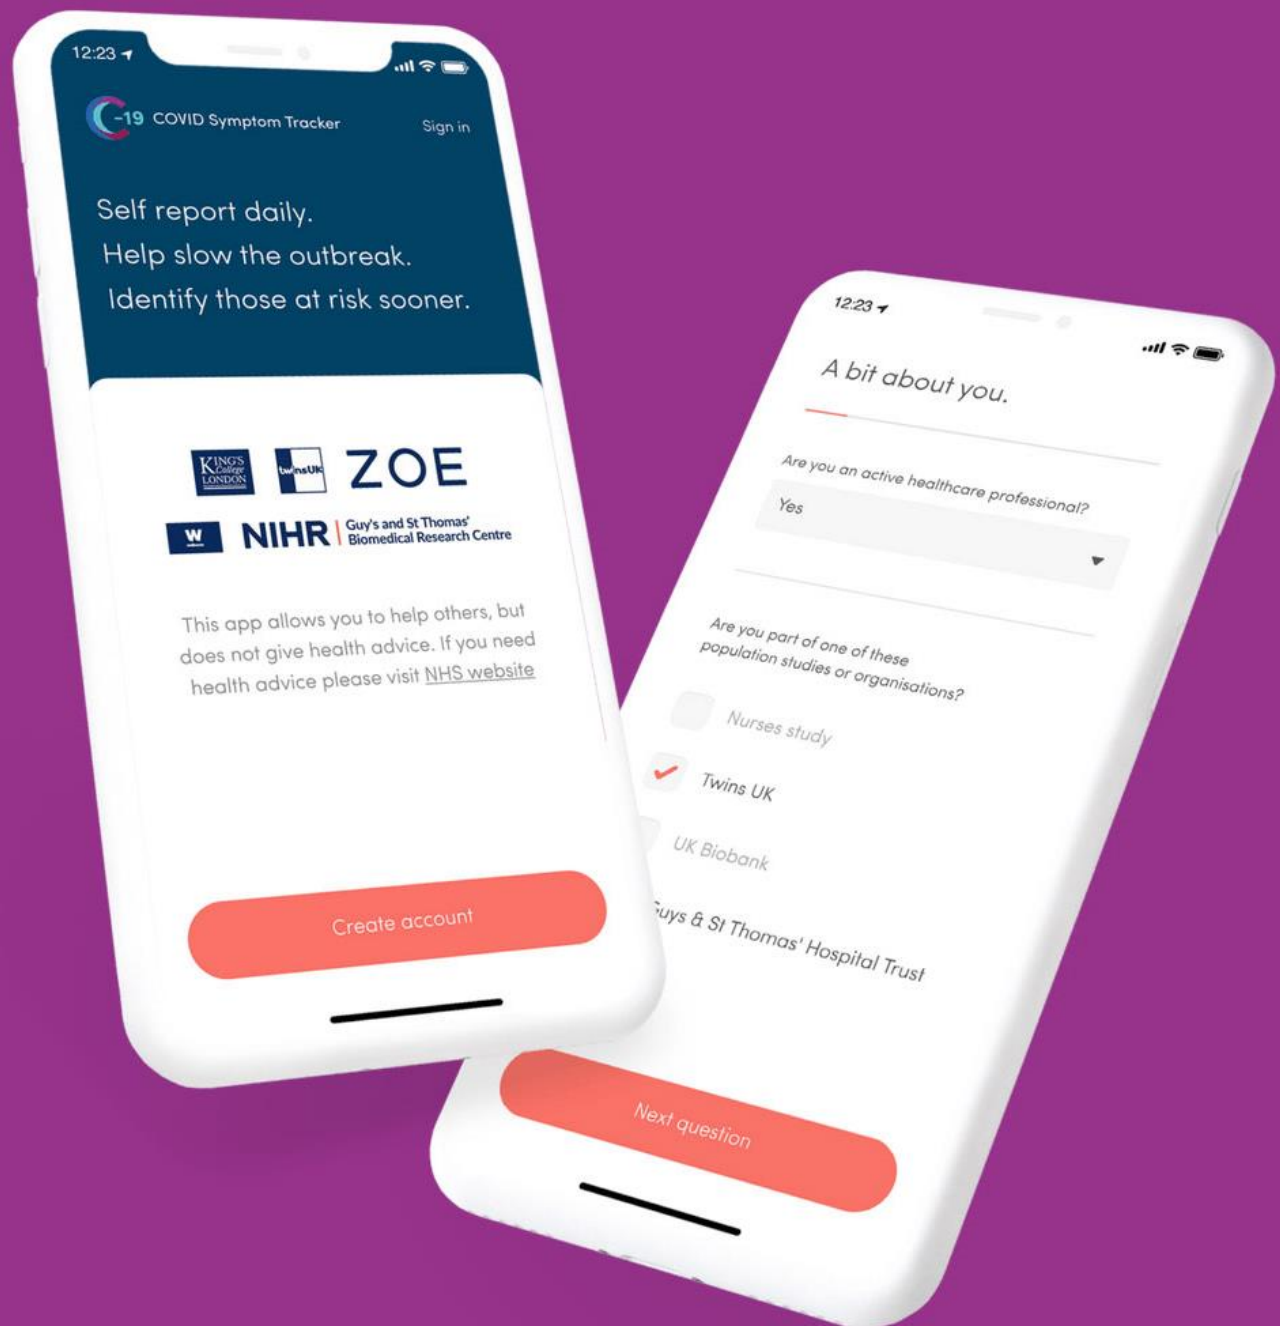 12:23
C-19 COVID Symptom Tracker
Sign in
Self report daily.
Help slow the outbreak.
Identify those at risk sooner.
KING'S
College
LONDON
twinsUK
ZOE
W
NIHR | Guy's and St Thomas'
Biomedical Research Centre
This app allows you to help others, but
does not give health advice. If you need
health advice please visit NHS website
Create account
12:23
A bit about you.
Are you an active healthcare professional?
Yes
Are you part of one of these
population studies or organisations?
Nurses study
Twins UK
UK Biobank
Guys & St Thomas' Hospital Trust
Next question